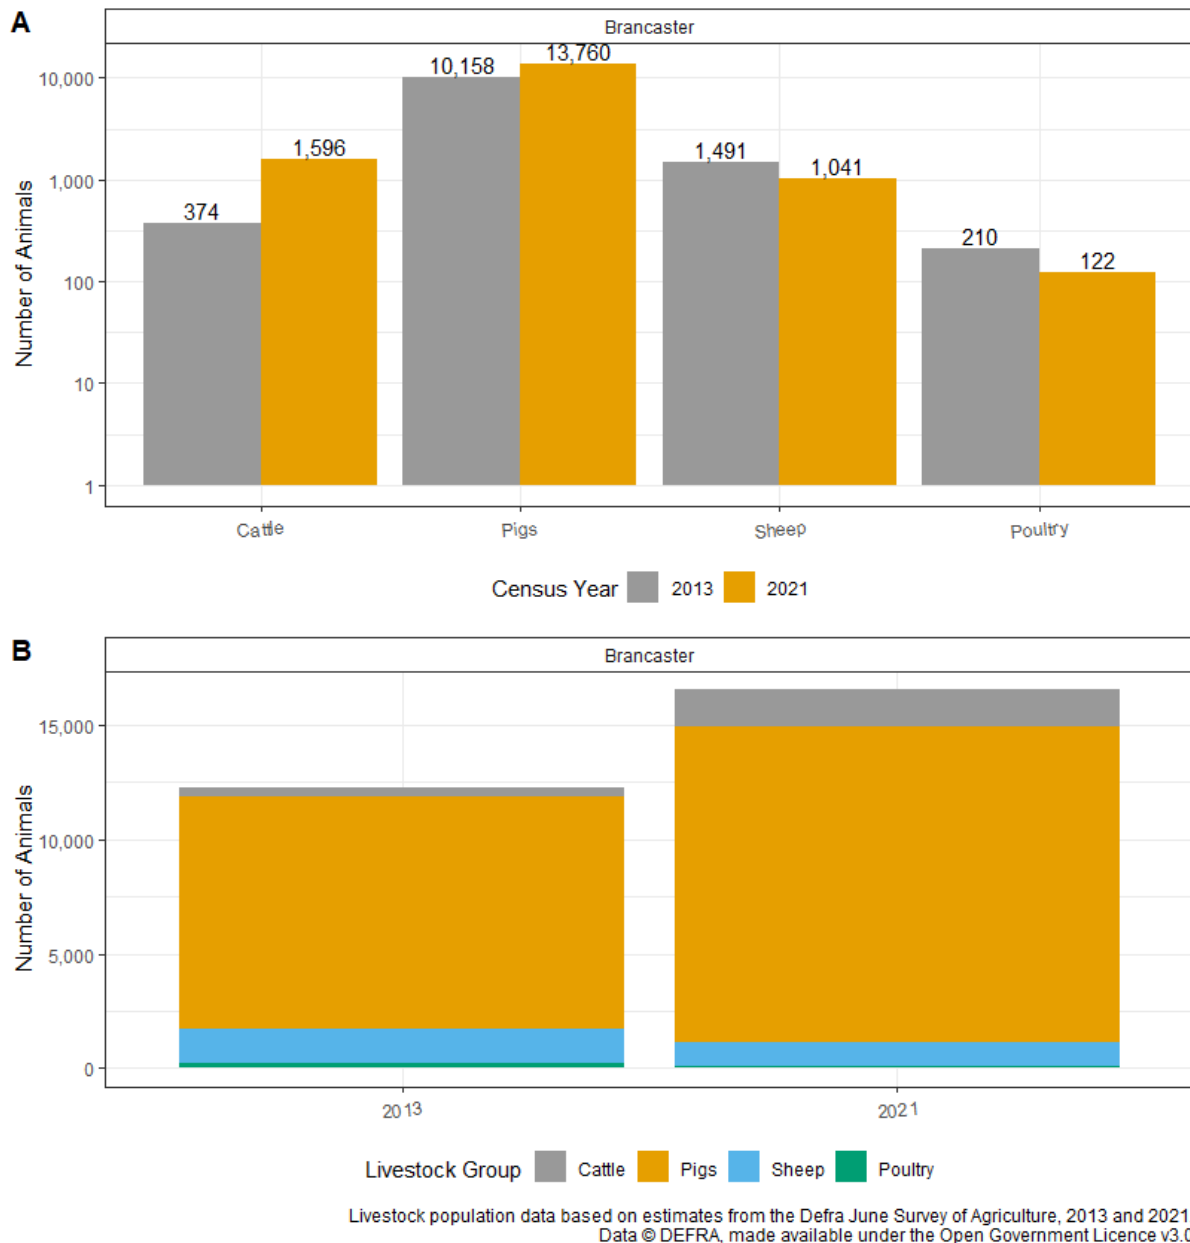 A
Brancaster
Number of Animals
10,000
1,000
100
10
1
374
1,596
10,158
13,760
1,491
1,041
210
122
Cattle
Pigs
Sheep
Poultry
Census Year 2013 2021
B
Brancaster
Number of Animals
15,000
10,000
5,000
0
2013
2021
Livestock Group Cattle Pigs Sheep Poultry
Livestock population data based on estimates from the Defra June Survey of Agriculture, 2013 and 2021
Data © DEFRA, made available under the Open Government Licence v3.0